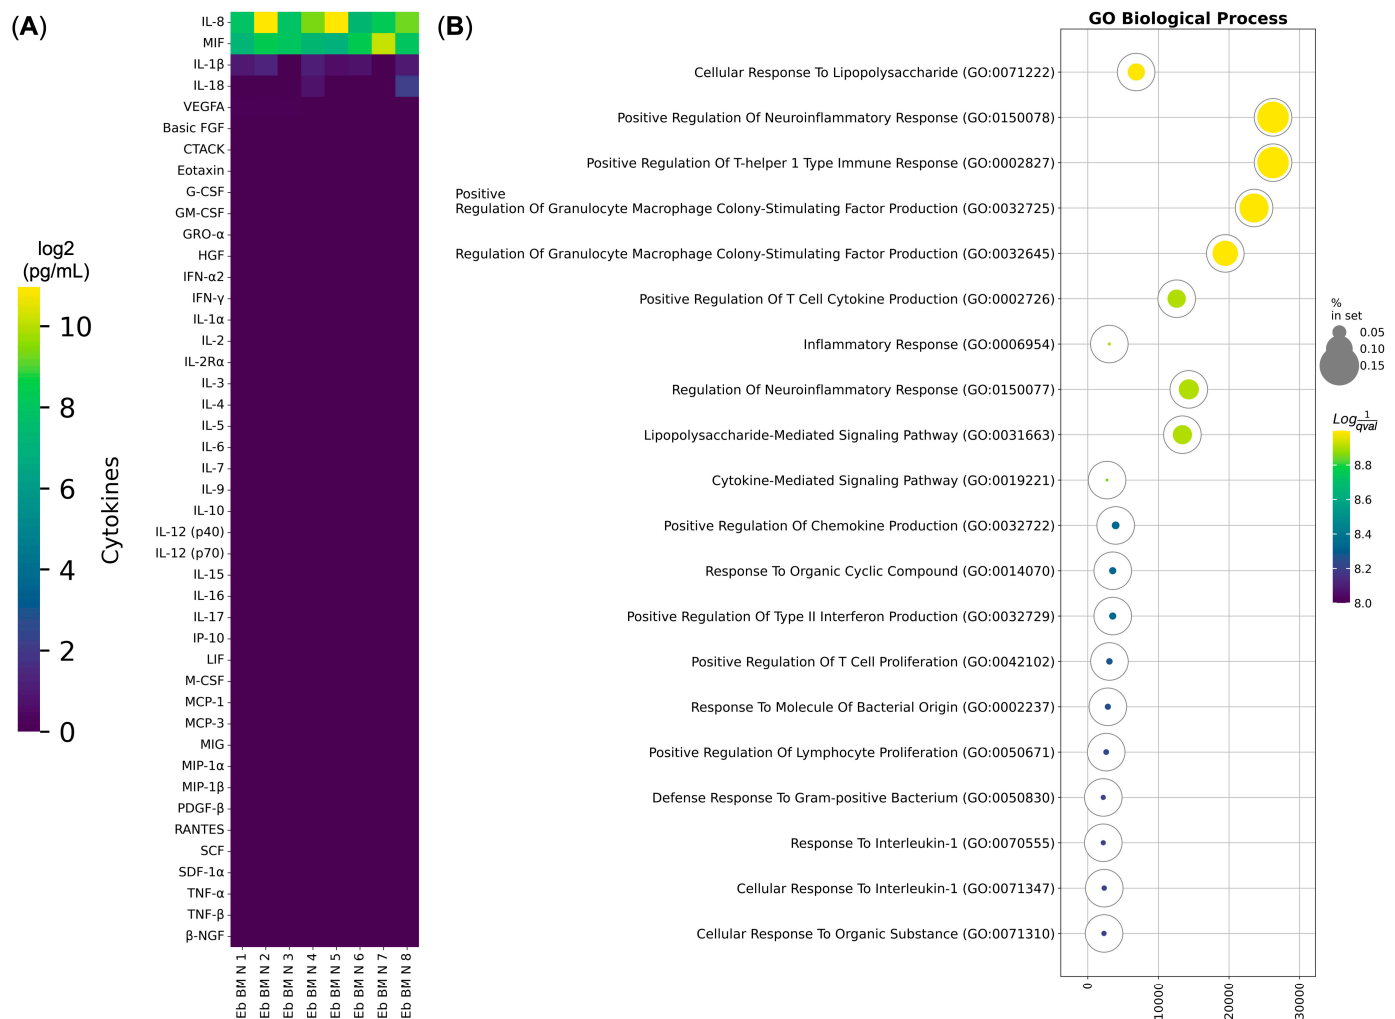 (A)
log2
(pg/mL)
10
8
6
4
2
0
Cytokines
IL-8
MIF
IL-1β
IL-18
VEGFA
Basic FGF
CTACK
Eotaxin
G-CSF
GM-CSF
GRO-α
HGF
IFN-α2
IFN-γ
IL-1α
IL-2
IL-2Rα
IL-3
IL-4
IL-5
IL-6
IL-7
IL-9
IL-10
IL-12 (p40)
IL-12 (p70)
IL-15
IL-16
IL-17
IP-10
LIF
M-CSF
MCP-1
MCP-3
MIG
MIP-1α
MIP-1β
PDGF-β
RANTES
SCF
SDF-1α
TNF-α
TNF-β
β-NGF
Eb BM N 1
Eb BM N 2
Eb BM N 3
Eb BM N 4
Eb BM N 5
Eb BM N 6
Eb BM N 7
Eb BM N 8
(B)
GO Biological Process
Cellular Response To Lipopolysaccharide (GO:0071222)
Positive Regulation Of Neuroinflammatory Response (GO:0150078)
Positive Regulation Of T-helper 1 Type Immune Response (GO:0002827)
Positive
Regulation Of Granulocyte Macrophage Colony-Stimulating Factor Production (GO:0032725)
Regulation Of Granulocyte Macrophage Colony-Stimulating Factor Production (GO:0032645)
Positive Regulation Of T Cell Cytokine Production (GO:0002726)
Inflammatory Response (GO:0006954)
Regulation Of Neuroinflammatory Response (GO:0150077)
Lipopolysaccharide-Mediated Signaling Pathway (GO:0031663)
Cytokine-Mediated Signaling Pathway (GO:0019221)
Positive Regulation Of Chemokine Production (GO:0032722)
Response To Organic Cyclic Compound (GO:0014070)
Positive Regulation Of Type II Interferon Production (GO:0032729)
Positive Regulation Of T Cell Proliferation (GO:0042102)
Response To Molecule Of Bacterial Origin (GO:0002237)
Positive Regulation Of Lymphocyte Proliferation (GO:0050671)
Defense Response To Gram-positive Bacterium (GO:0050830)
Response To Interleukin-1 (GO:0070555)
Cellular Response To Interleukin-1 (GO:0071347)
Cellular Response To Organic Substance (GO:0071310)
0
10000
20000
30000
%
in set
0.05
0.10
0.15
Log 1/qval
8.8
8.6
8.4
8.2
8.0